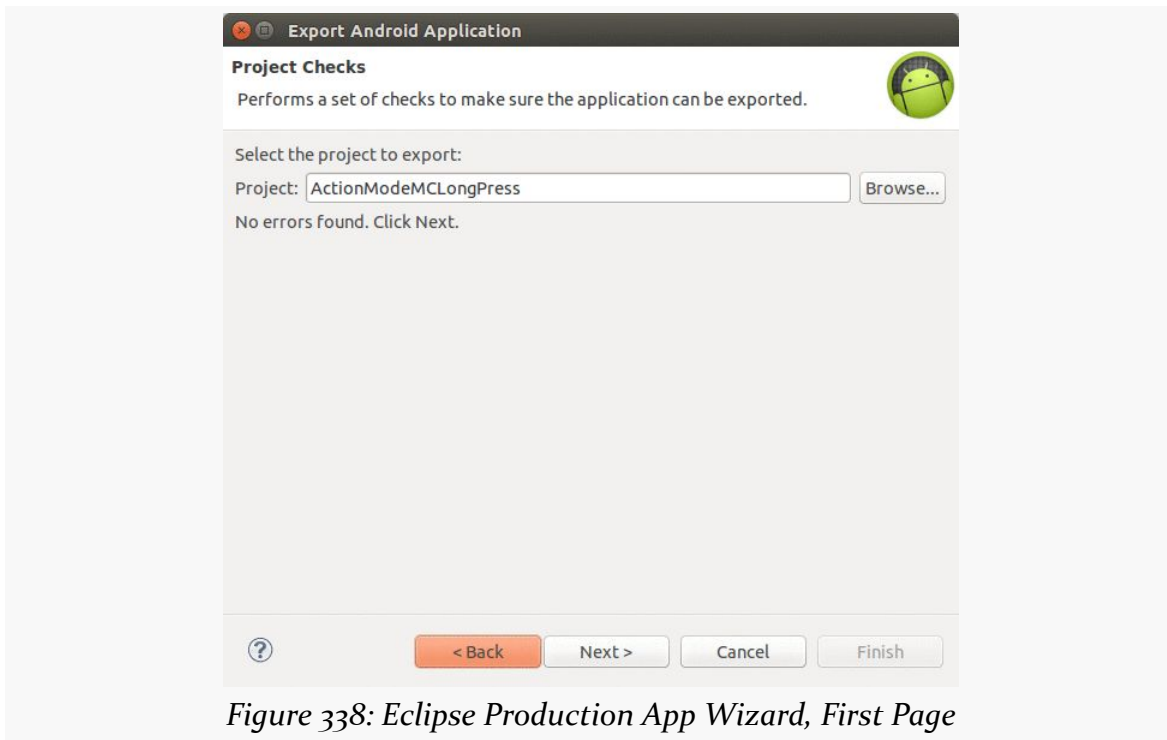 Export Android Application
Project Checks
Performs a set of checks to make sure the application can be exported.
Select the project to export:
Project: ActionModeMCLongPress Browse...
No errors found. Click Next.
? < Back Next > Cancel Finish
Figure 338: Eclipse Production App Wizard, First Page